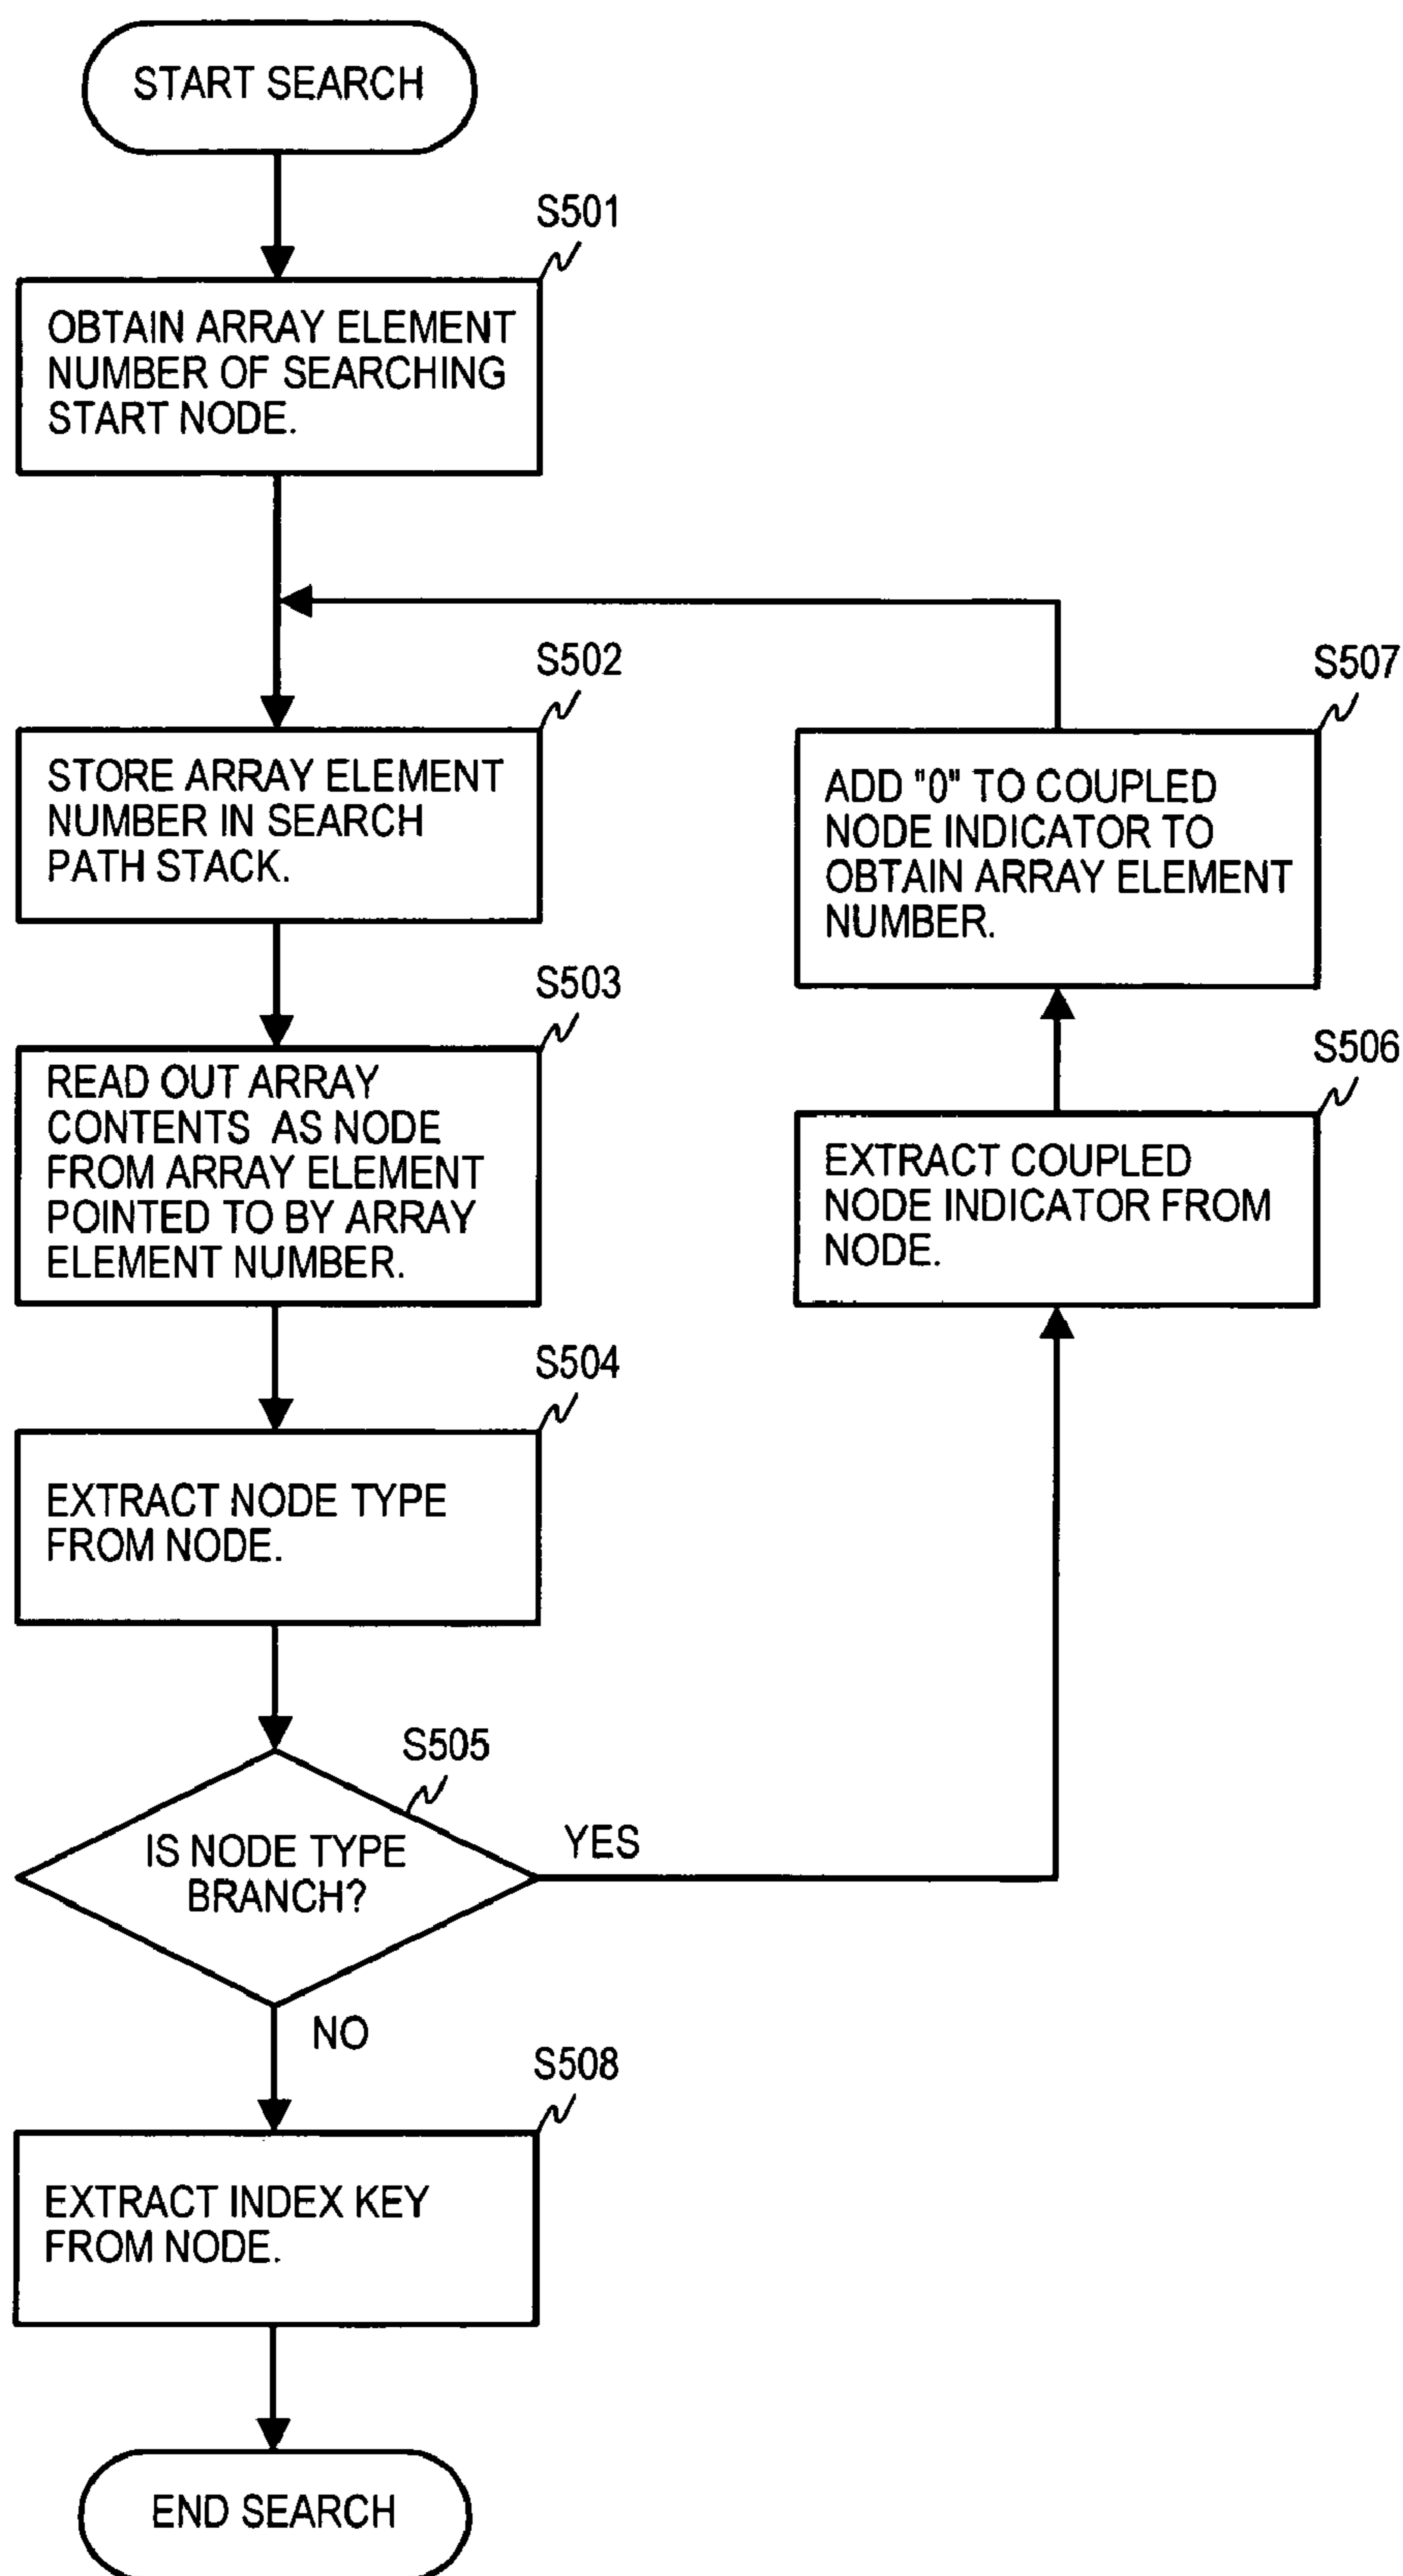 START SEARCH
S501
OBTAIN ARRAY ELEMENT
NUMBER OF SEARCHING
START NODE.
S502
STORE ARRAY ELEMENT
NUMBER IN SEARCH
PATH STACK.
S503
READ OUT ARRAY
CONTENTS AS NODE
FROM ARRAY ELEMENT
POINTED TO BY ARRAY
ELEMENT NUMBER.
S504
EXTRACT NODE TYPE
FROM NODE.
S505
IS NODE TYPE
BRANCH?
YES
NO
S507
ADD "0" TO COUPLED
NODE INDICATOR TO
OBTAIN ARRAY ELEMENT
NUMBER.
S506
EXTRACT COUPLED
NODE INDICATOR FROM
NODE.
S508
EXTRACT INDEX KEY
FROM NODE.
END SEARCH